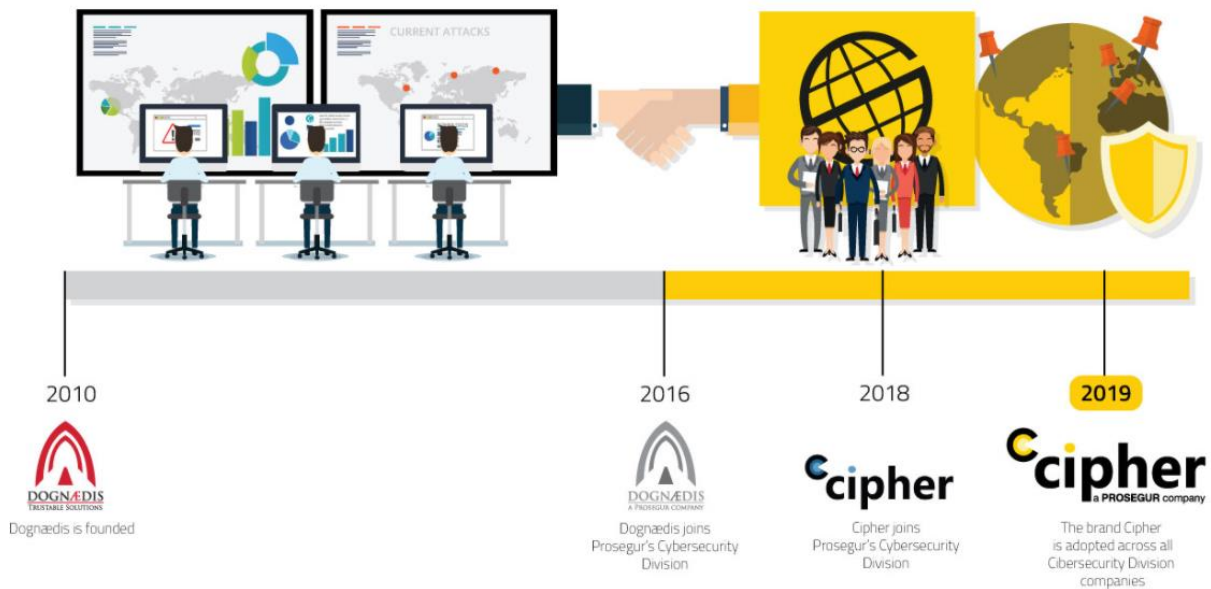 CURRENT ATTACKS
2010
DOGNÆDIS
TRUSTABLE SOLUTIONS
Dognædis is founded
2016
DOGNÆDIS
A PROSEGUR COMPANY
Dognædis joins
Prosegur's Cybersecurity
Division
2018
cipher
Cipher joins
Prosegur's Cybersecurity
Division
2019
cipher
a PROSEGUR company
The brand Cipher
is adopted across all
Cibersecurity Division
companies